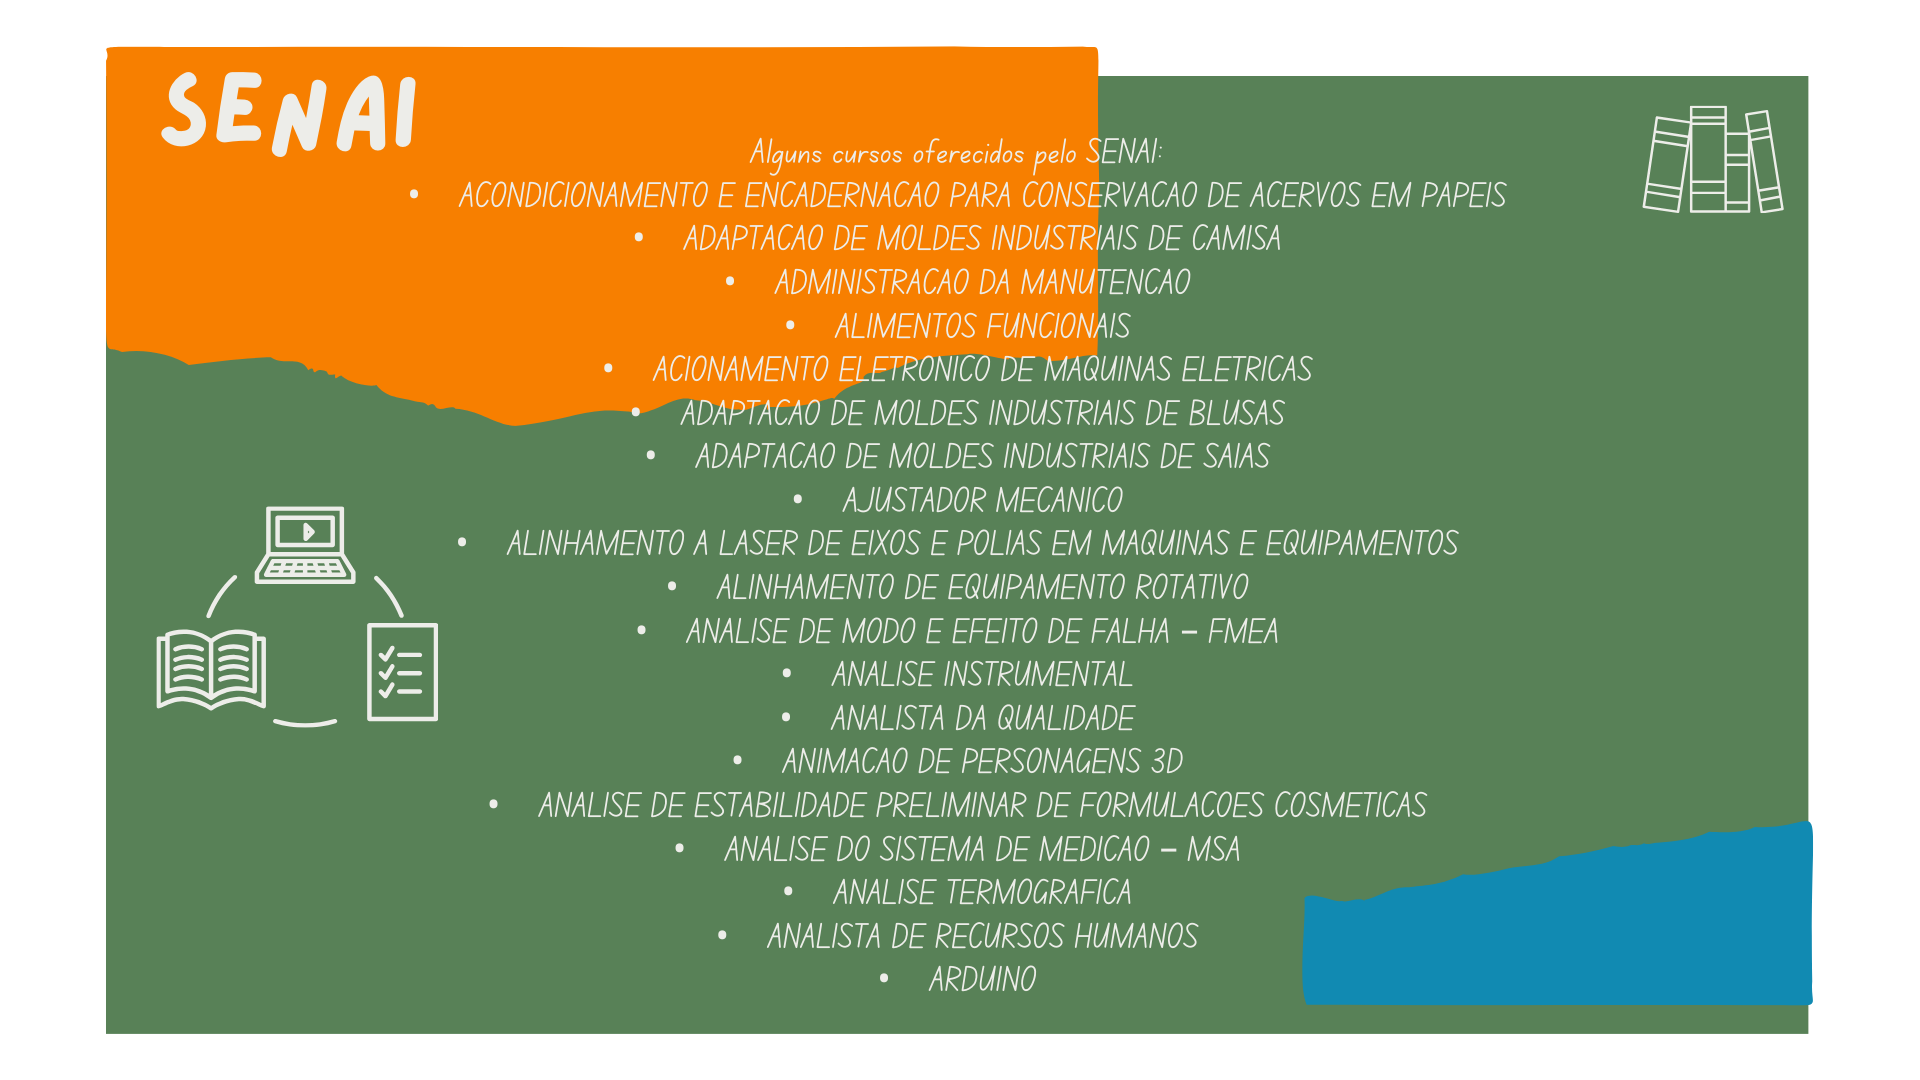 SENAI
Alguns cursos oferecidos pelo SENAI:
• ACONDICIONAMENTO E ENCADERNACAO PARA CONSERVACAO DE ACERVOS EM PAPEIS
• ADAPTACAO DE MOLDES INDUSTRIAIS DE CAMISA
• ADMINISTRACAO DA MANUTENCAO
• ALIMENTOS FUNCIONAIS
• ACIONAMENTO ELETRONICO DE MAQUINAS ELETRICAS
• ADAPTACAO DE MOLDES INDUSTRIAIS DE BLUSAS
• ADAPTACAO DE MOLDES INDUSTRIAIS DE SAIAS
• AJUSTADOR MECANICO
• ALINHAMENTO A LASER DE EIXOS E POLIAS EM MAQUINAS E EQUIPAMENTOS
• ALINHAMENTO DE EQUIPAMENTO ROTATIVO
• ANALISE DE MODO E EFEITO DE FALHA – FMEA
• ANALISE INSTRUMENTAL
• ANALISTA DA QUALIDADE
• ANIMACAO DE PERSONAGENS 3D
• ANALISE DE ESTABILIDADE PRELIMINAR DE FORMULACOES COSMETICAS
• ANALISE DO SISTEMA DE MEDICAO – MSA
• ANALISE TERMOGRAFICA
• ANALISTA DE RECURSOS HUMANOS
• ARDUINO